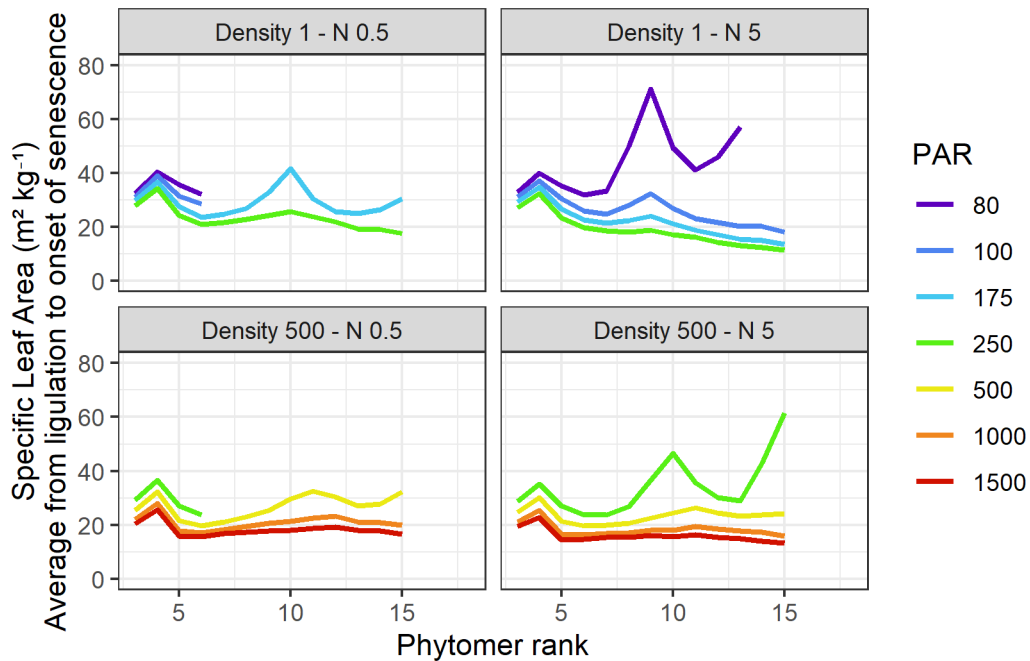 Density 1 - N 0.5
Density 1 - N 5
80
60
40
20
0
Density 500 - N 0.5
Density 500 - N 5
80
60
40
20
0
5
10
15
5
10
15
Phytomer rank
Specific Leaf Area (m² kg⁻¹)
Average from ligulation to onset of senescence
PAR
80
100
175
250
500
1000
1500